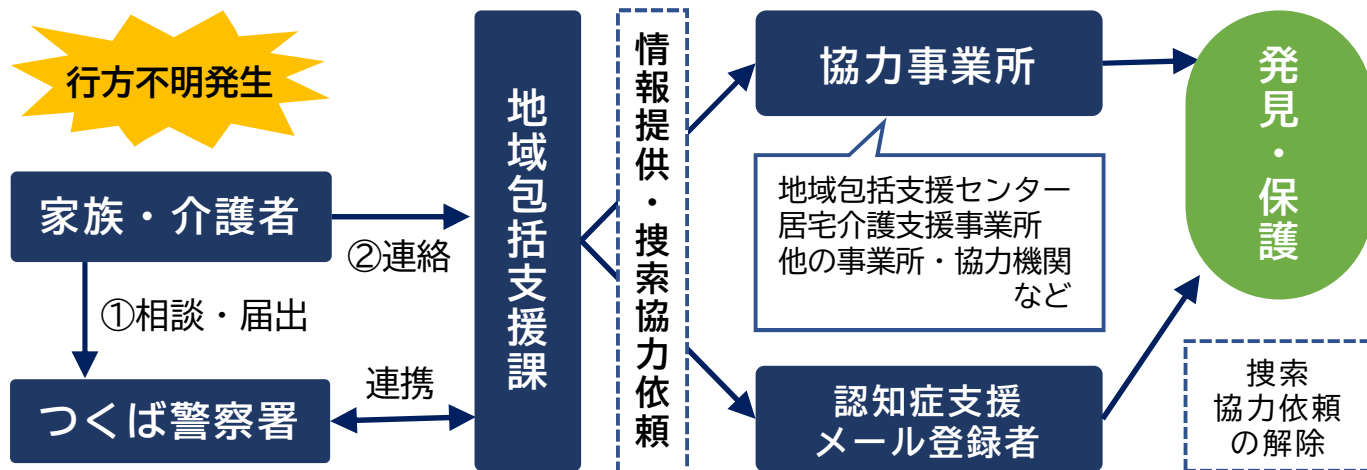 行方不明発生
家族・介護者
①相談・届出
つくば警察署
②連絡
連携
地域包括支援課
情報提供・捜索協力依頼
協力事業所
地域包括支援センター
居宅介護支援事業所
他の事業所・協力機関
など
認知症支援
メール登録者
発見・保護
捜索
協力依頼
の解除